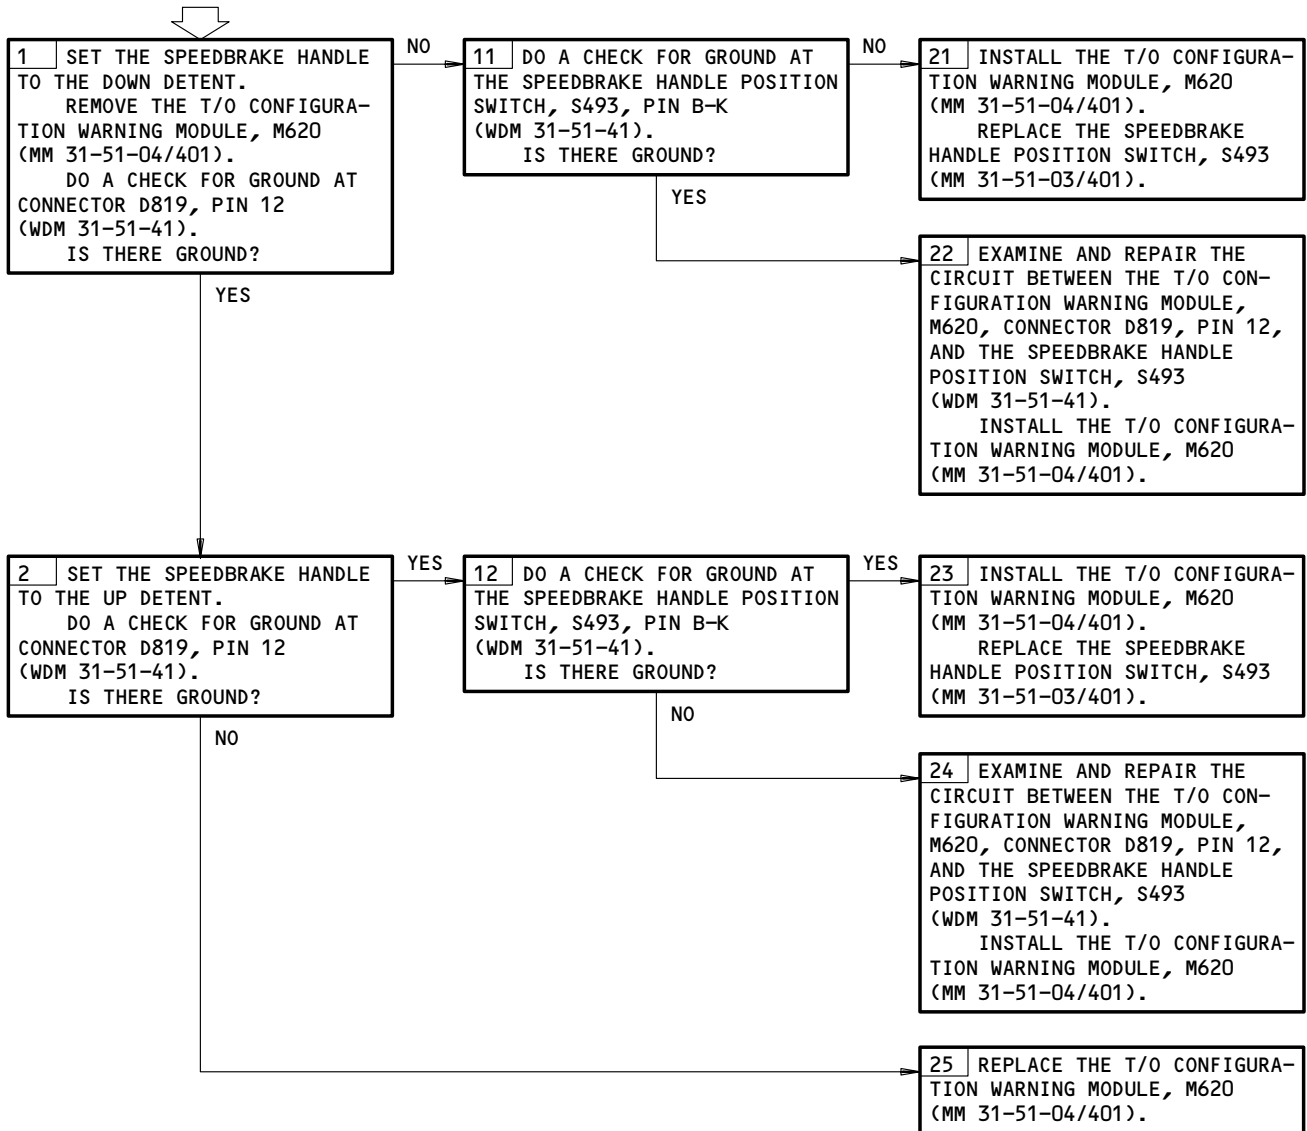 1 SET THE SPEEDBRAKE HANDLE
TO THE DOWN DETENT.
REMOVE THE T/O CONFIGURA-
TION WARNING MODULE, M620
(MM 31-51-04/401).
DO A CHECK FOR GROUND AT
CONNECTOR D819, PIN 12
(WDM 31-51-41).
IS THERE GROUND?
NO
11 DO A CHECK FOR GROUND AT
THE SPEEDBRAKE HANDLE POSITION
SWITCH, S493, PIN B-K
(WDM 31-51-41).
IS THERE GROUND?
NO
21 INSTALL THE T/O CONFIGURA-
TION WARNING MODULE, M620
(MM 31-51-04/401).
REPLACE THE SPEEDBRAKE
HANDLE POSITION SWITCH, S493
(MM 31-51-03/401).
YES
22 EXAMINE AND REPAIR THE
CIRCUIT BETWEEN THE T/O CON-
FIGURATION WARNING MODULE,
M620, CONNECTOR D819, PIN 12,
AND THE SPEEDBRAKE HANDLE
POSITION SWITCH, S493
(WDM 31-51-41).
INSTALL THE T/O CONFIGURA-
TION WARNING MODULE, M620
(MM 31-51-04/401).
YES
2 SET THE SPEEDBRAKE HANDLE
TO THE UP DETENT.
DO A CHECK FOR GROUND AT
CONNECTOR D819, PIN 12
(WDM 31-51-41).
IS THERE GROUND?
YES
12 DO A CHECK FOR GROUND AT
THE SPEEDBRAKE HANDLE POSITION
SWITCH, S493, PIN B-K
(WDM 31-51-41).
IS THERE GROUND?
YES
23 INSTALL THE T/O CONFIGURA-
TION WARNING MODULE, M620
(MM 31-51-04/401).
REPLACE THE SPEEDBRAKE
HANDLE POSITION SWITCH, S493
(MM 31-51-03/401).
NO
24 EXAMINE AND REPAIR THE
CIRCUIT BETWEEN THE T/O CON-
FIGURATION WARNING MODULE,
M620, CONNECTOR D819, PIN 12,
AND THE SPEEDBRAKE HANDLE
POSITION SWITCH, S493
(WDM 31-51-41).
INSTALL THE T/O CONFIGURA-
TION WARNING MODULE, M620
(MM 31-51-04/401).
NO
25 REPLACE THE T/O CONFIGURA-
TION WARNING MODULE, M620
(MM 31-51-04/401).